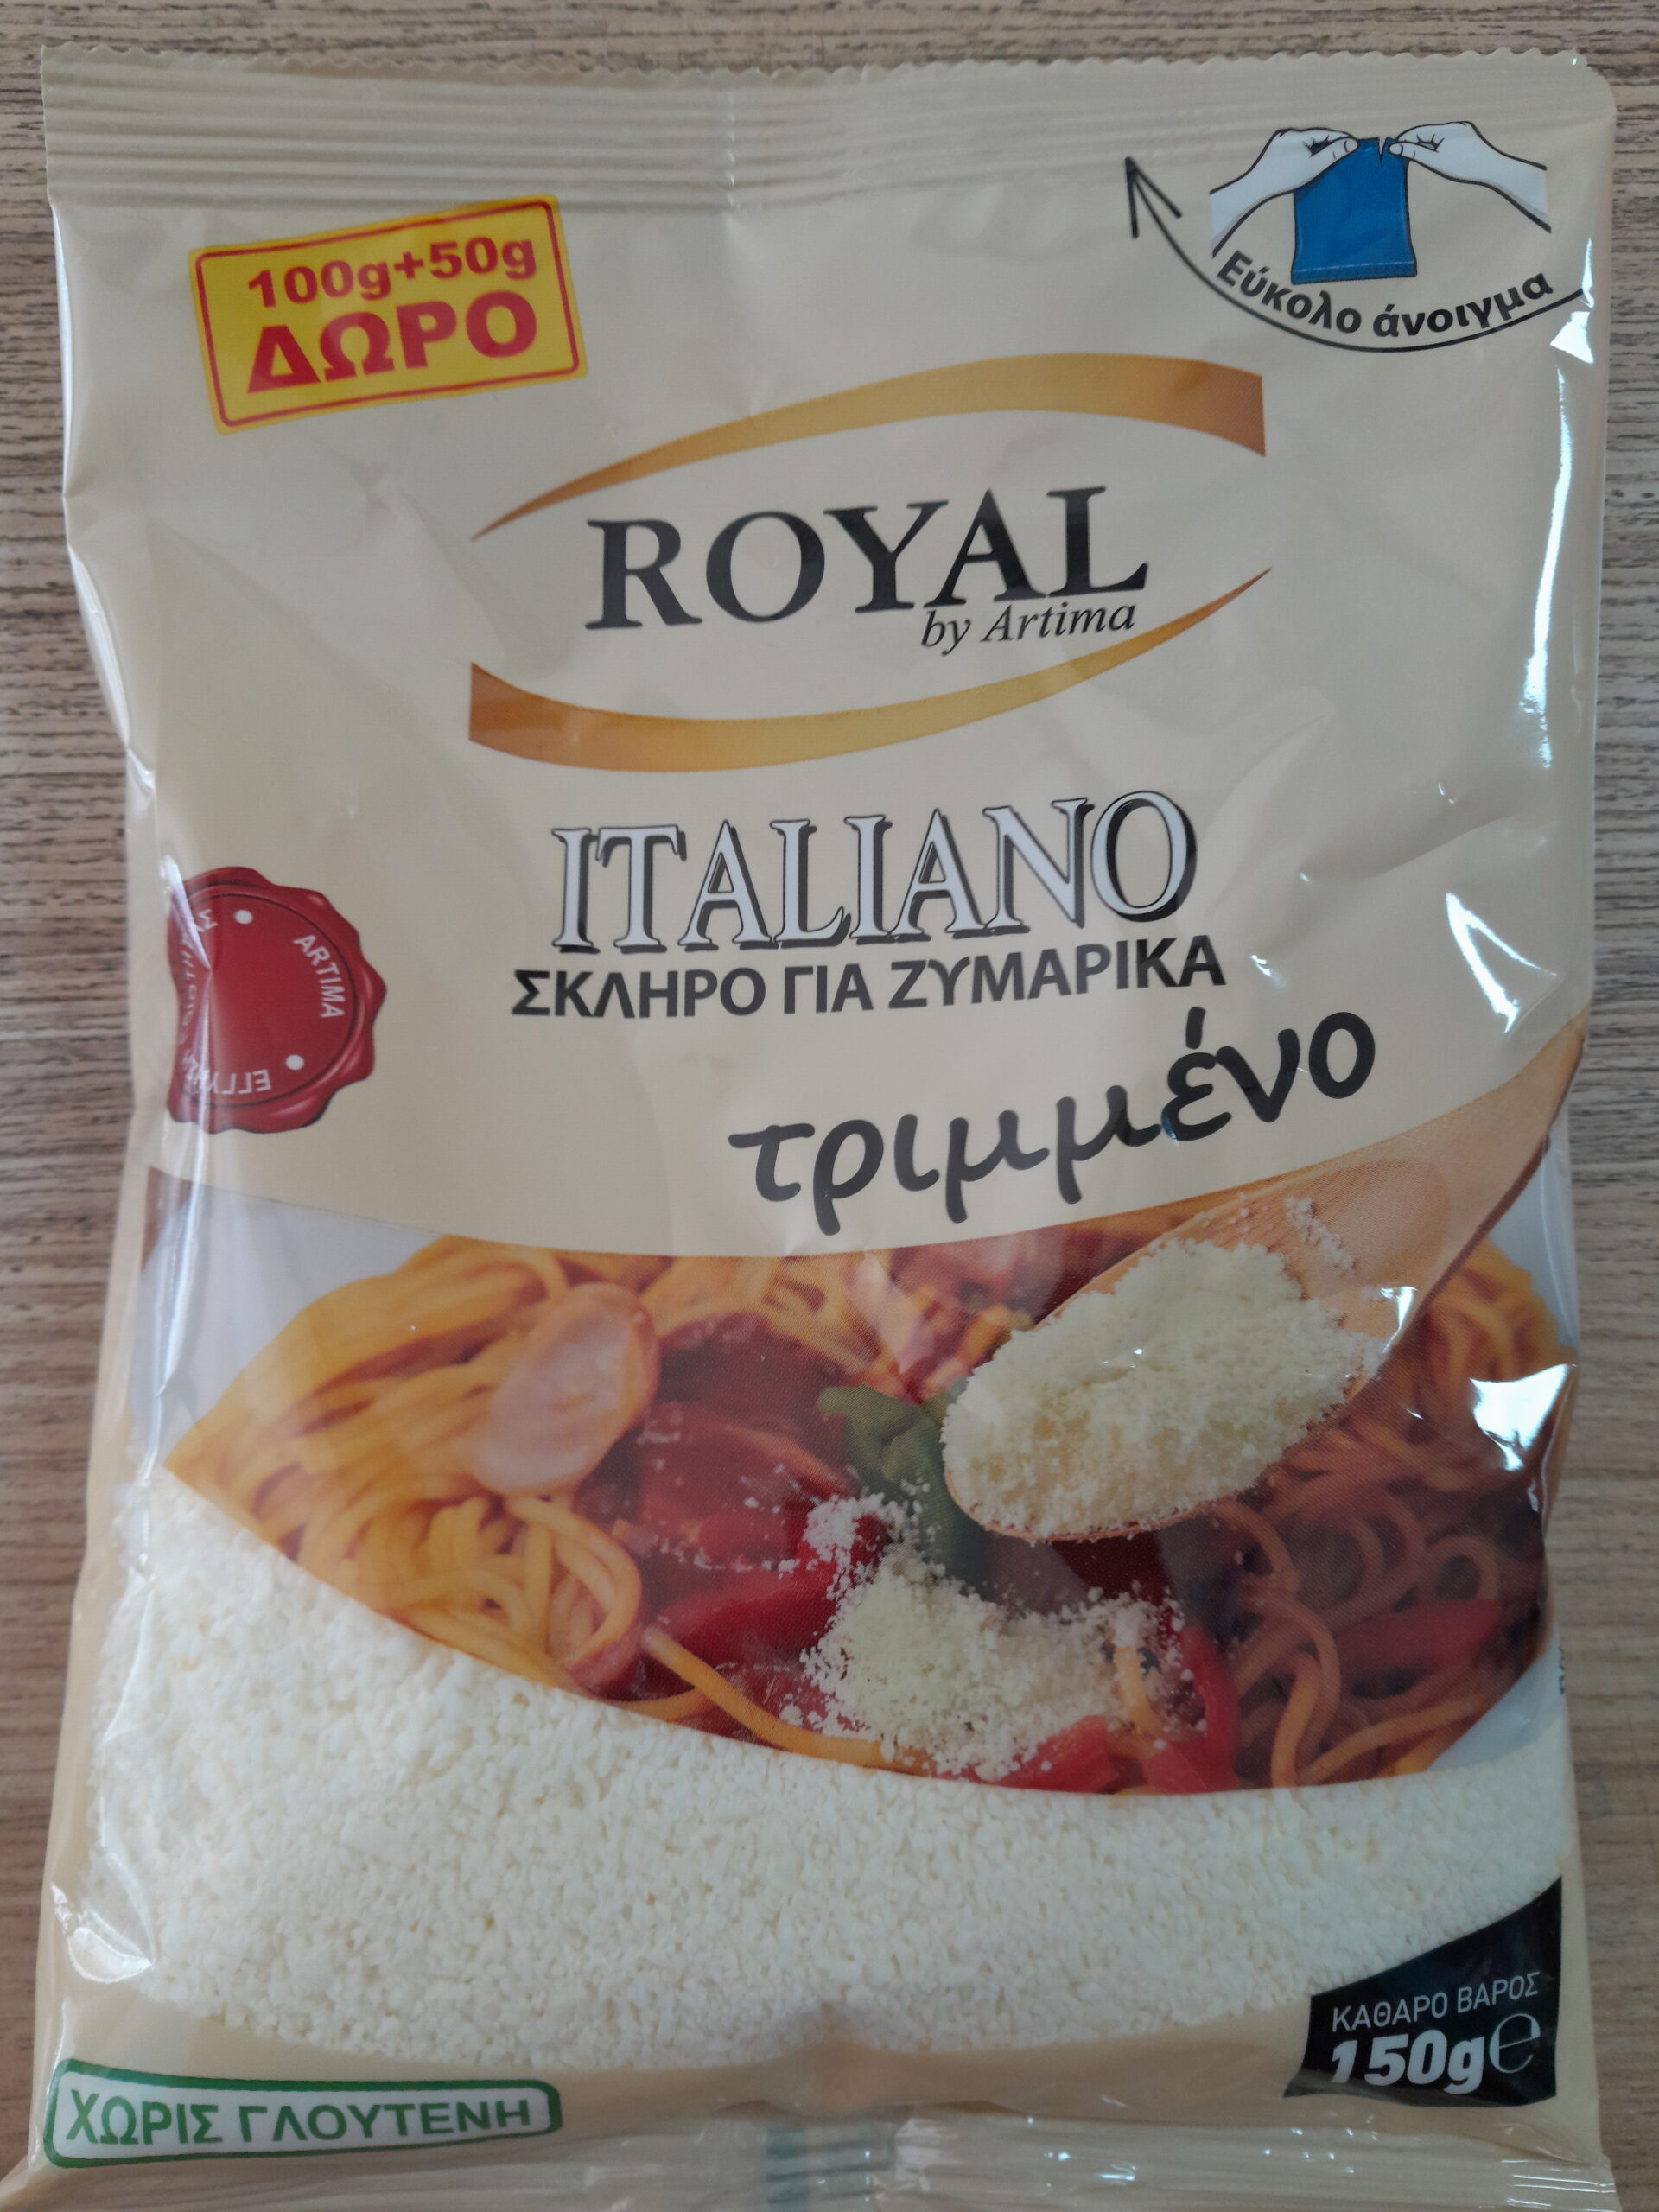 100g+50g
ΔΩΡΟ
Εύκολο άνοιγμα
ROYAL
by Artima
ITALIANO
ΣΚΛΗΡΟ ΓΙΑ ΖΥΜΑΡΙΚΑ
τριμμένο
ARTIMA
ΚΑΘΑΡΟ ΒΑΡΟΣ
150g℮
ΧΩΡΙΣ ΓΛΟΥΤΕΝΗ